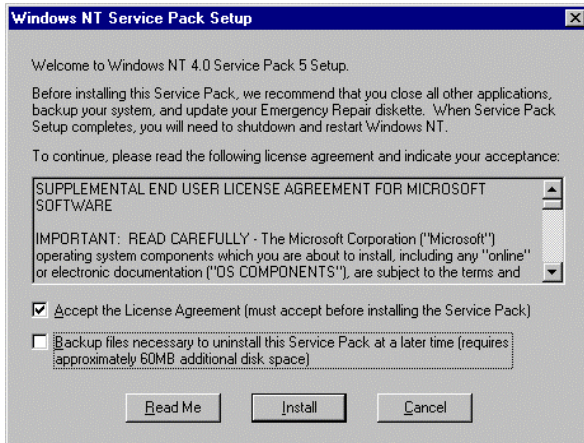 Windows NT Service Pack Setup
Welcome to Windows NT 4.0 Service Pack 5 Setup.
Before installing this Service Pack, we recommend that you close all other applications,
backup your system, and update your Emergency Repair diskette. When Service Pack
Setup completes, you will need to shutdown and restart Windows NT.
To continue, please read the following license agreement and indicate your acceptance:
SUPPLEMENTAL END USER LICENSE AGREEMENT FOR MICROSOFT
SOFTWARE
IMPORTANT: READ CAREFULLY - The Microsoft Corporation ("Microsoft")
operating system components which you are about to install, including any "online"
or electronic documentation ("OS COMPONENTS"), are subject to the terms and
Accept the License Agreement (must accept before installing the Service Pack)
Backup files necessary to uninstall this Service Pack at a later time (requires
approximately 60MB additional disk space)
Read Me
Install
Cancel